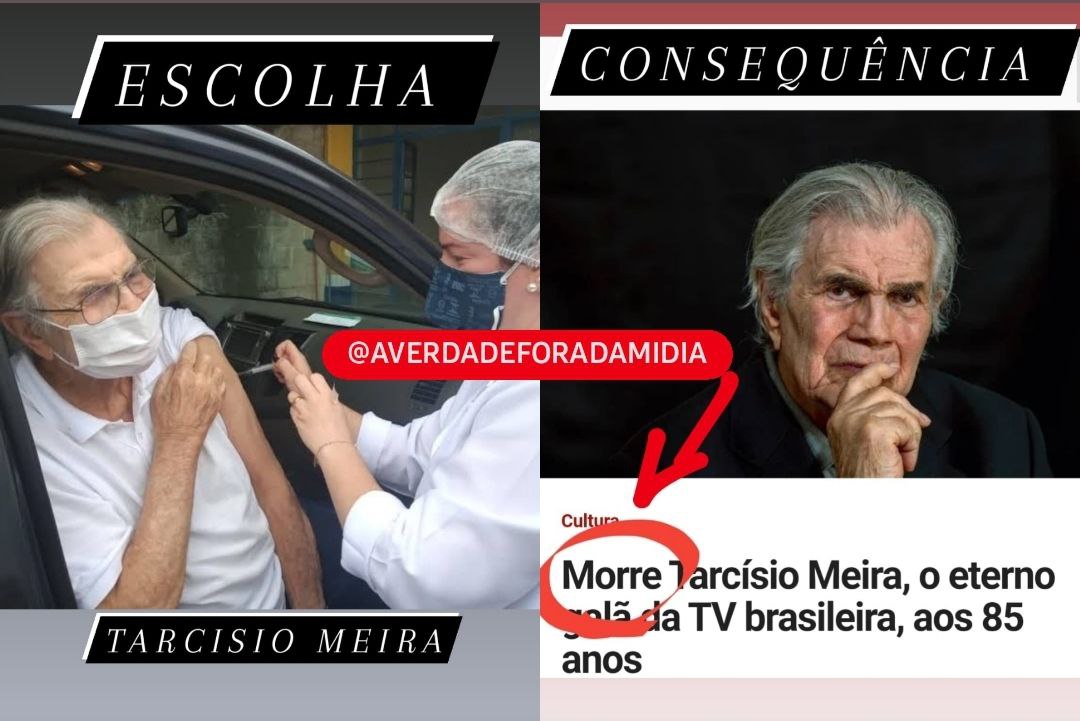 ESCOLHA
CONSEQUÊNCIA
@AVERDADEFORADAMIDIA
Cultura
Morre Tarcísio Meira, o eterno
galã da TV brasileira, aos 85
anos
TARCISIO MEIRA